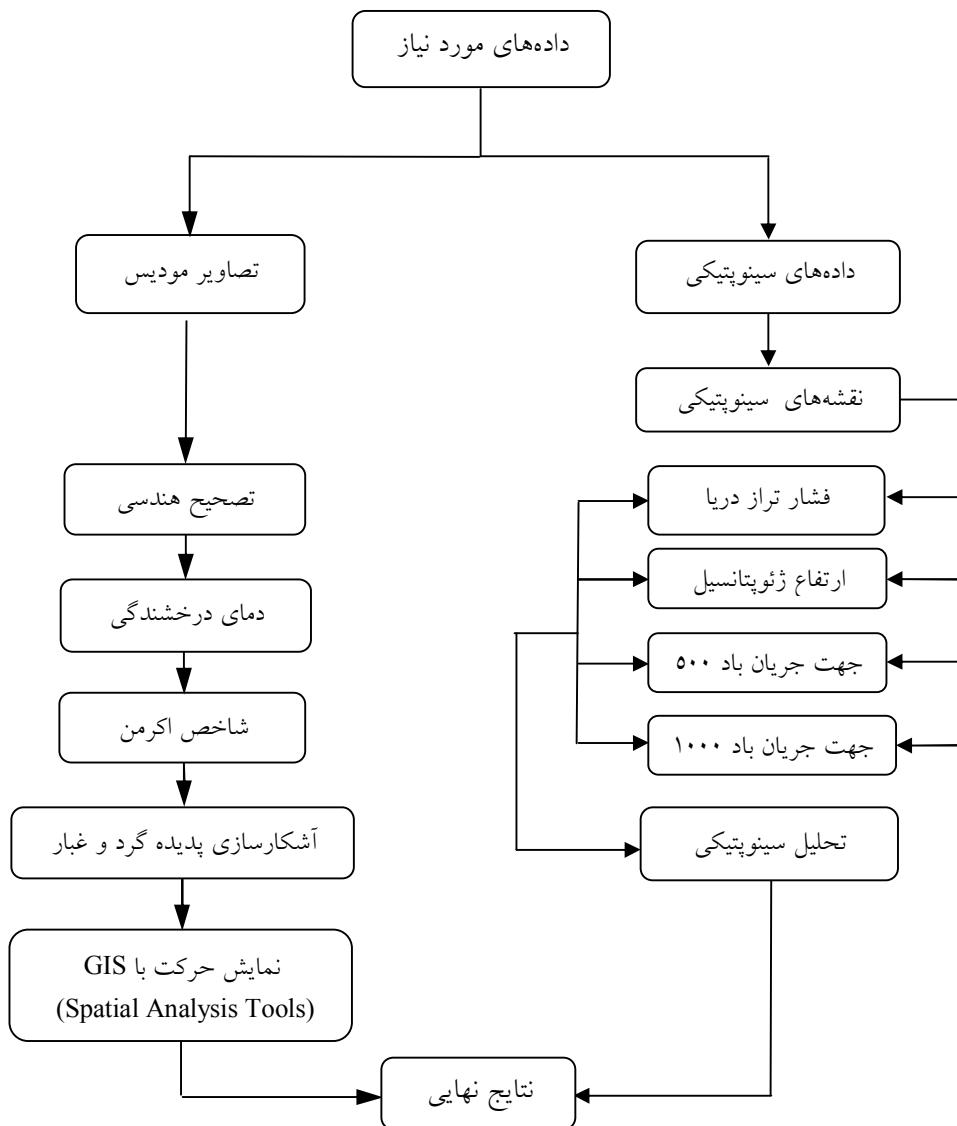 داده‌های مورد نیاز
تصاویر مودیس
داده‌های سینوپتیکی
نقشه‌های سینوپتیکی
تصحیح هندسی
فشار تراز دریا
ارتفاع ژئوپتانسیل
دمای درخشندگی
جهت جریان باد ۵۰۰
شاخص اکرمن
جهت جریان باد ۱۰۰۰
آشکارسازی پدیده گرد و غبار
تحلیل سینوپتیکی
نمایش حرکت با GIS
(Spatial Analysis Tools)
نتایج نهایی